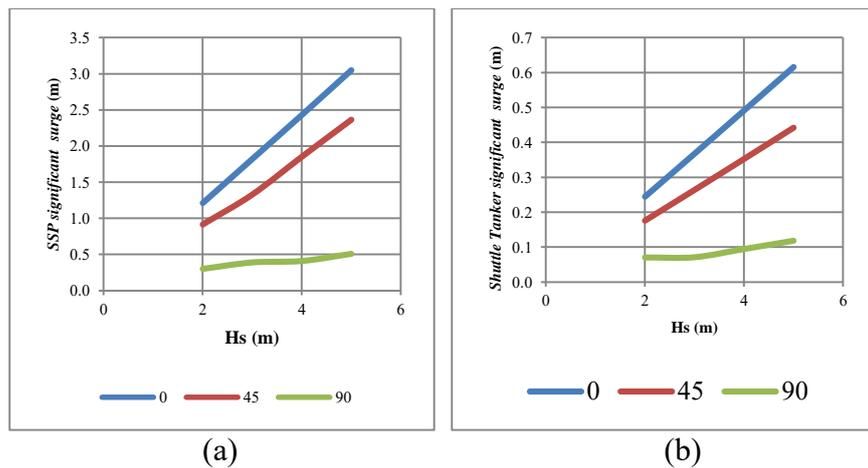 SSP significant surge (m)
3.5
3.0
2.5
2.0
1.5
1.0
0.5
0.0
0 2 4 6
Hs (m)
0 45 90
(a)
Shuttle Tanker significant surge (m)
0.7
0.6
0.5
0.4
0.3
0.2
0.1
0.0
0 2 4 6
Hs (m)
0 45 90
(b)